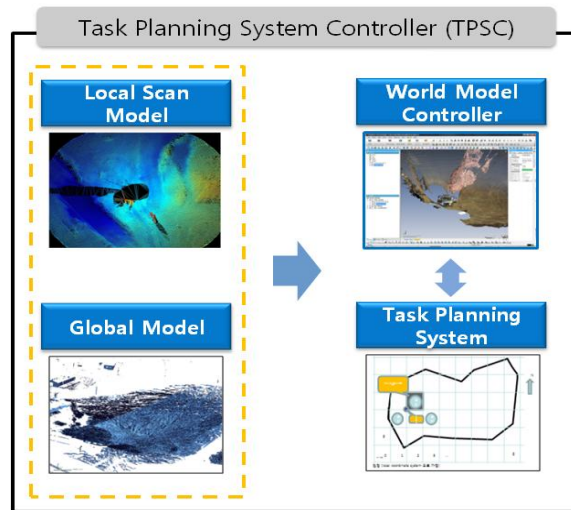 Task Planning System Controller (TPSC)
Local Scan
Model
World Model
Controller
Global Model
Task Planning
System